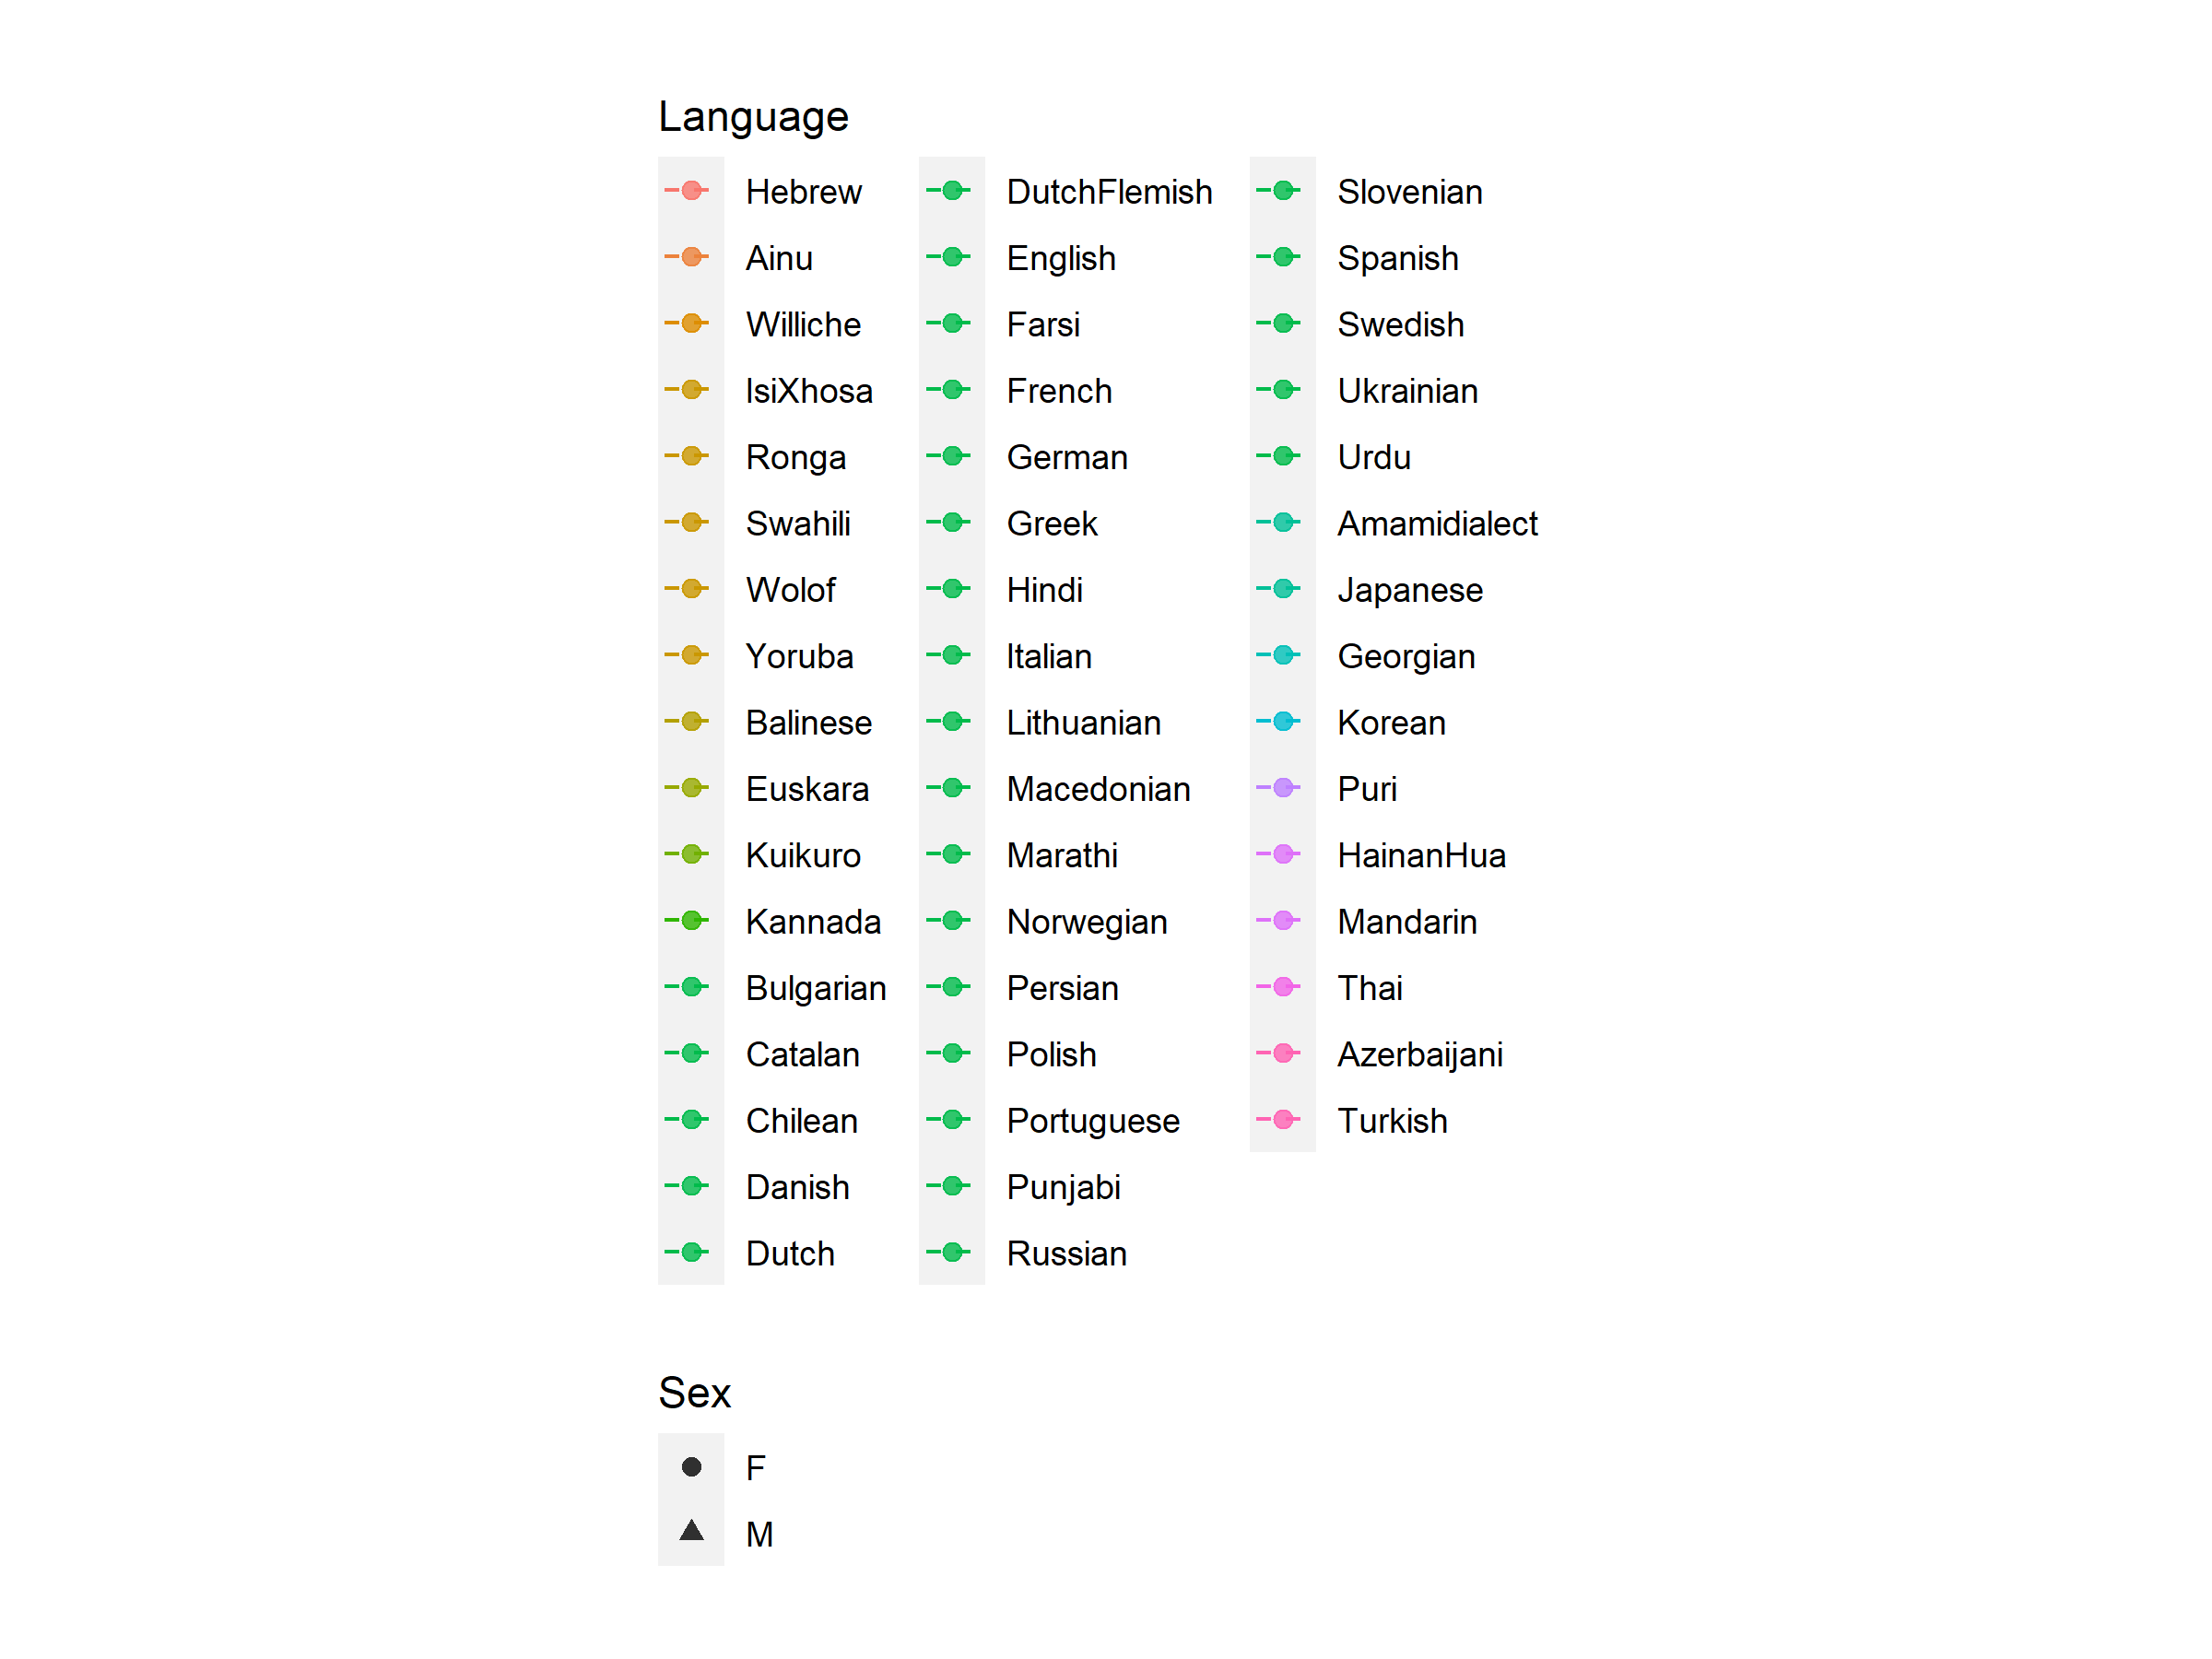 Language
Hebrew
Ainu
Williche
IsiXhosa
Ronga
Swahili
Wolof
Yoruba
Balinese
Euskara
Kuikuro
Kannada
Bulgarian
Catalan
Chilean
Danish
Dutch
DutchFlemish
English
Farsi
French
German
Greek
Hindi
Italian
Lithuanian
Macedonian
Marathi
Norwegian
Persian
Polish
Portuguese
Punjabi
Russian
Slovenian
Spanish
Swedish
Ukrainian
Urdu
Amamidialect
Japanese
Georgian
Korean
Puri
HainanHua
Mandarin
Thai
Azerbaijani
Turkish
Sex
F
M